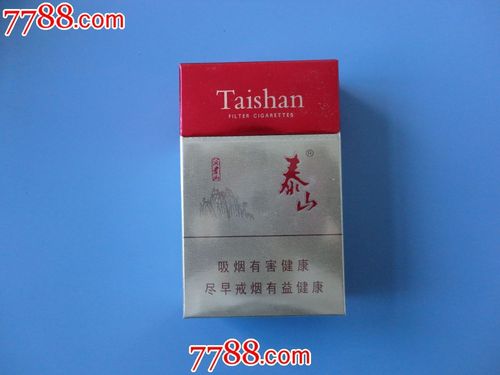 7788.com
Taishan
FILTER CIGARETTES
泰山®
吸烟有害健康
尽早戒烟有益健康
7788.com